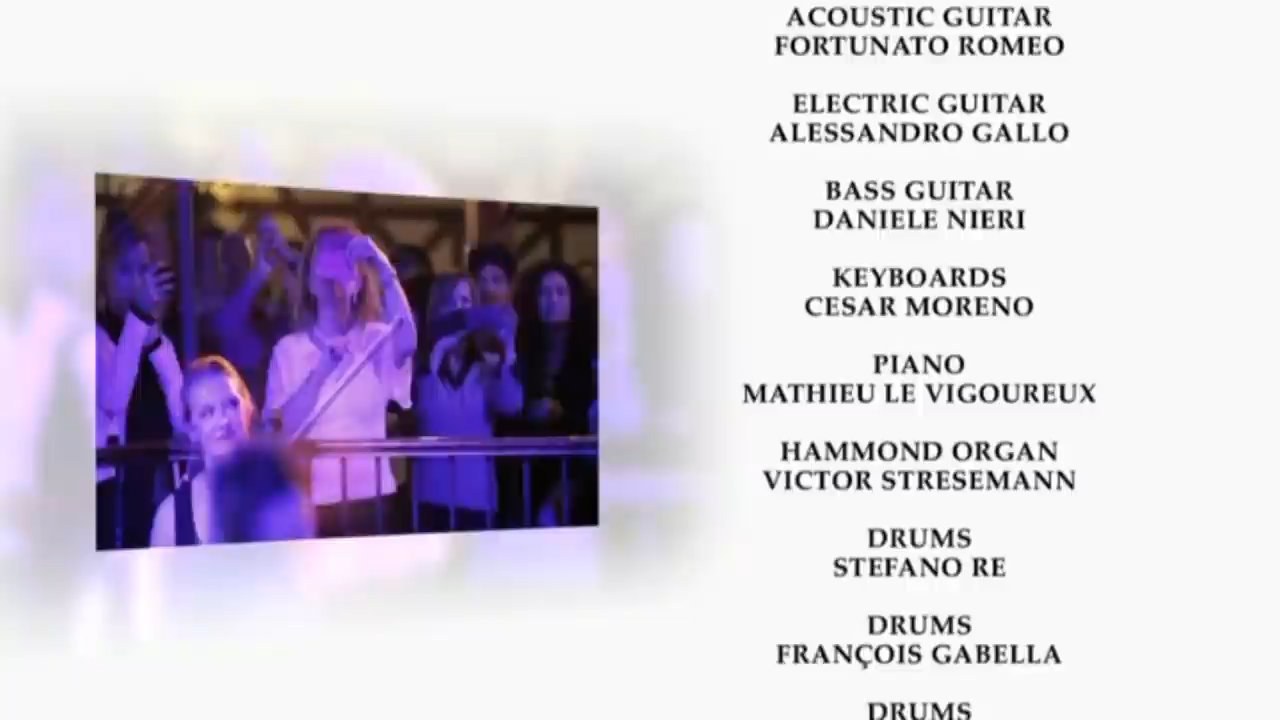 ACOUSTIC GUITAR
FORTUNATO ROMEO
ELECTRIC GUITAR
ALESSANDRO GALLO
BASS GUITAR
DANIELE NIERI
KEYBOARDS
CESAR MORENO
PIANO
MATHIEU LE VIGOUREUX
HAMMOND ORGAN
VICTOR STRESEMANN
DRUMS
STEFANO RE
DRUMS
FRANÇOIS GABELLA
DRUMS